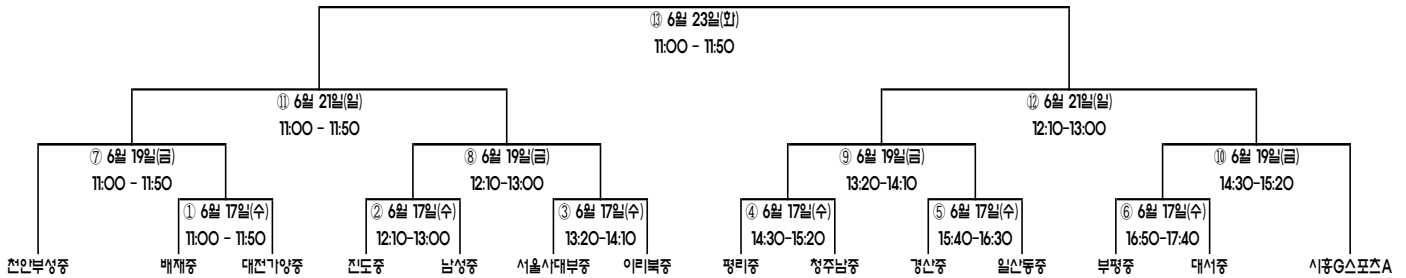 ⑬ 6월 23일(화)
11:00 - 11:50
⑪ 6월 21일(일)
11:00 - 11:50
⑫ 6월 21일(일)
12:10-13:00
⑦ 6월 19일(금)
11:00 - 11:50
⑧ 6월 19일(금)
12:10-13:00
⑨ 6월 19일(금)
13:20-14:10
⑩ 6월 19일(금)
14:30-15:20
① 6월 17일(수)
11:00 - 11:50
② 6월 17일(수)
12:10-13:00
③ 6월 17일(수)
13:20-14:10
④ 6월 17일(수)
14:30-15:20
⑤ 6월 17일(수)
15:40-16:30
⑥ 6월 17일(수)
16:50-17:40
천안부성중 배재중 대전가양중 진도중 남성중 서울사대부중 이리북중 평리중 청주남중 경산중 일산동중 부평중 대서중 시흥G스포츠A